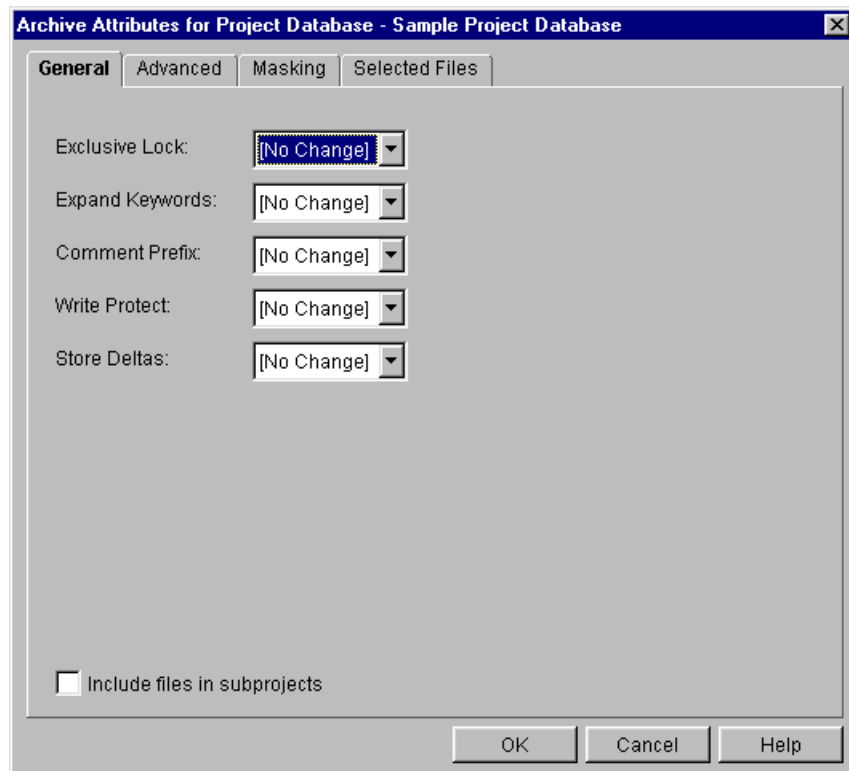 Archive Attributes for Project Database - Sample Project Database
General Advanced Masking Selected Files
Exclusive Lock: [No Change]
Expand Keywords: [No Change]
Comment Prefix: [No Change]
Write Protect: [No Change]
Store Deltas: [No Change]
Include files in subprojects
OK Cancel Help